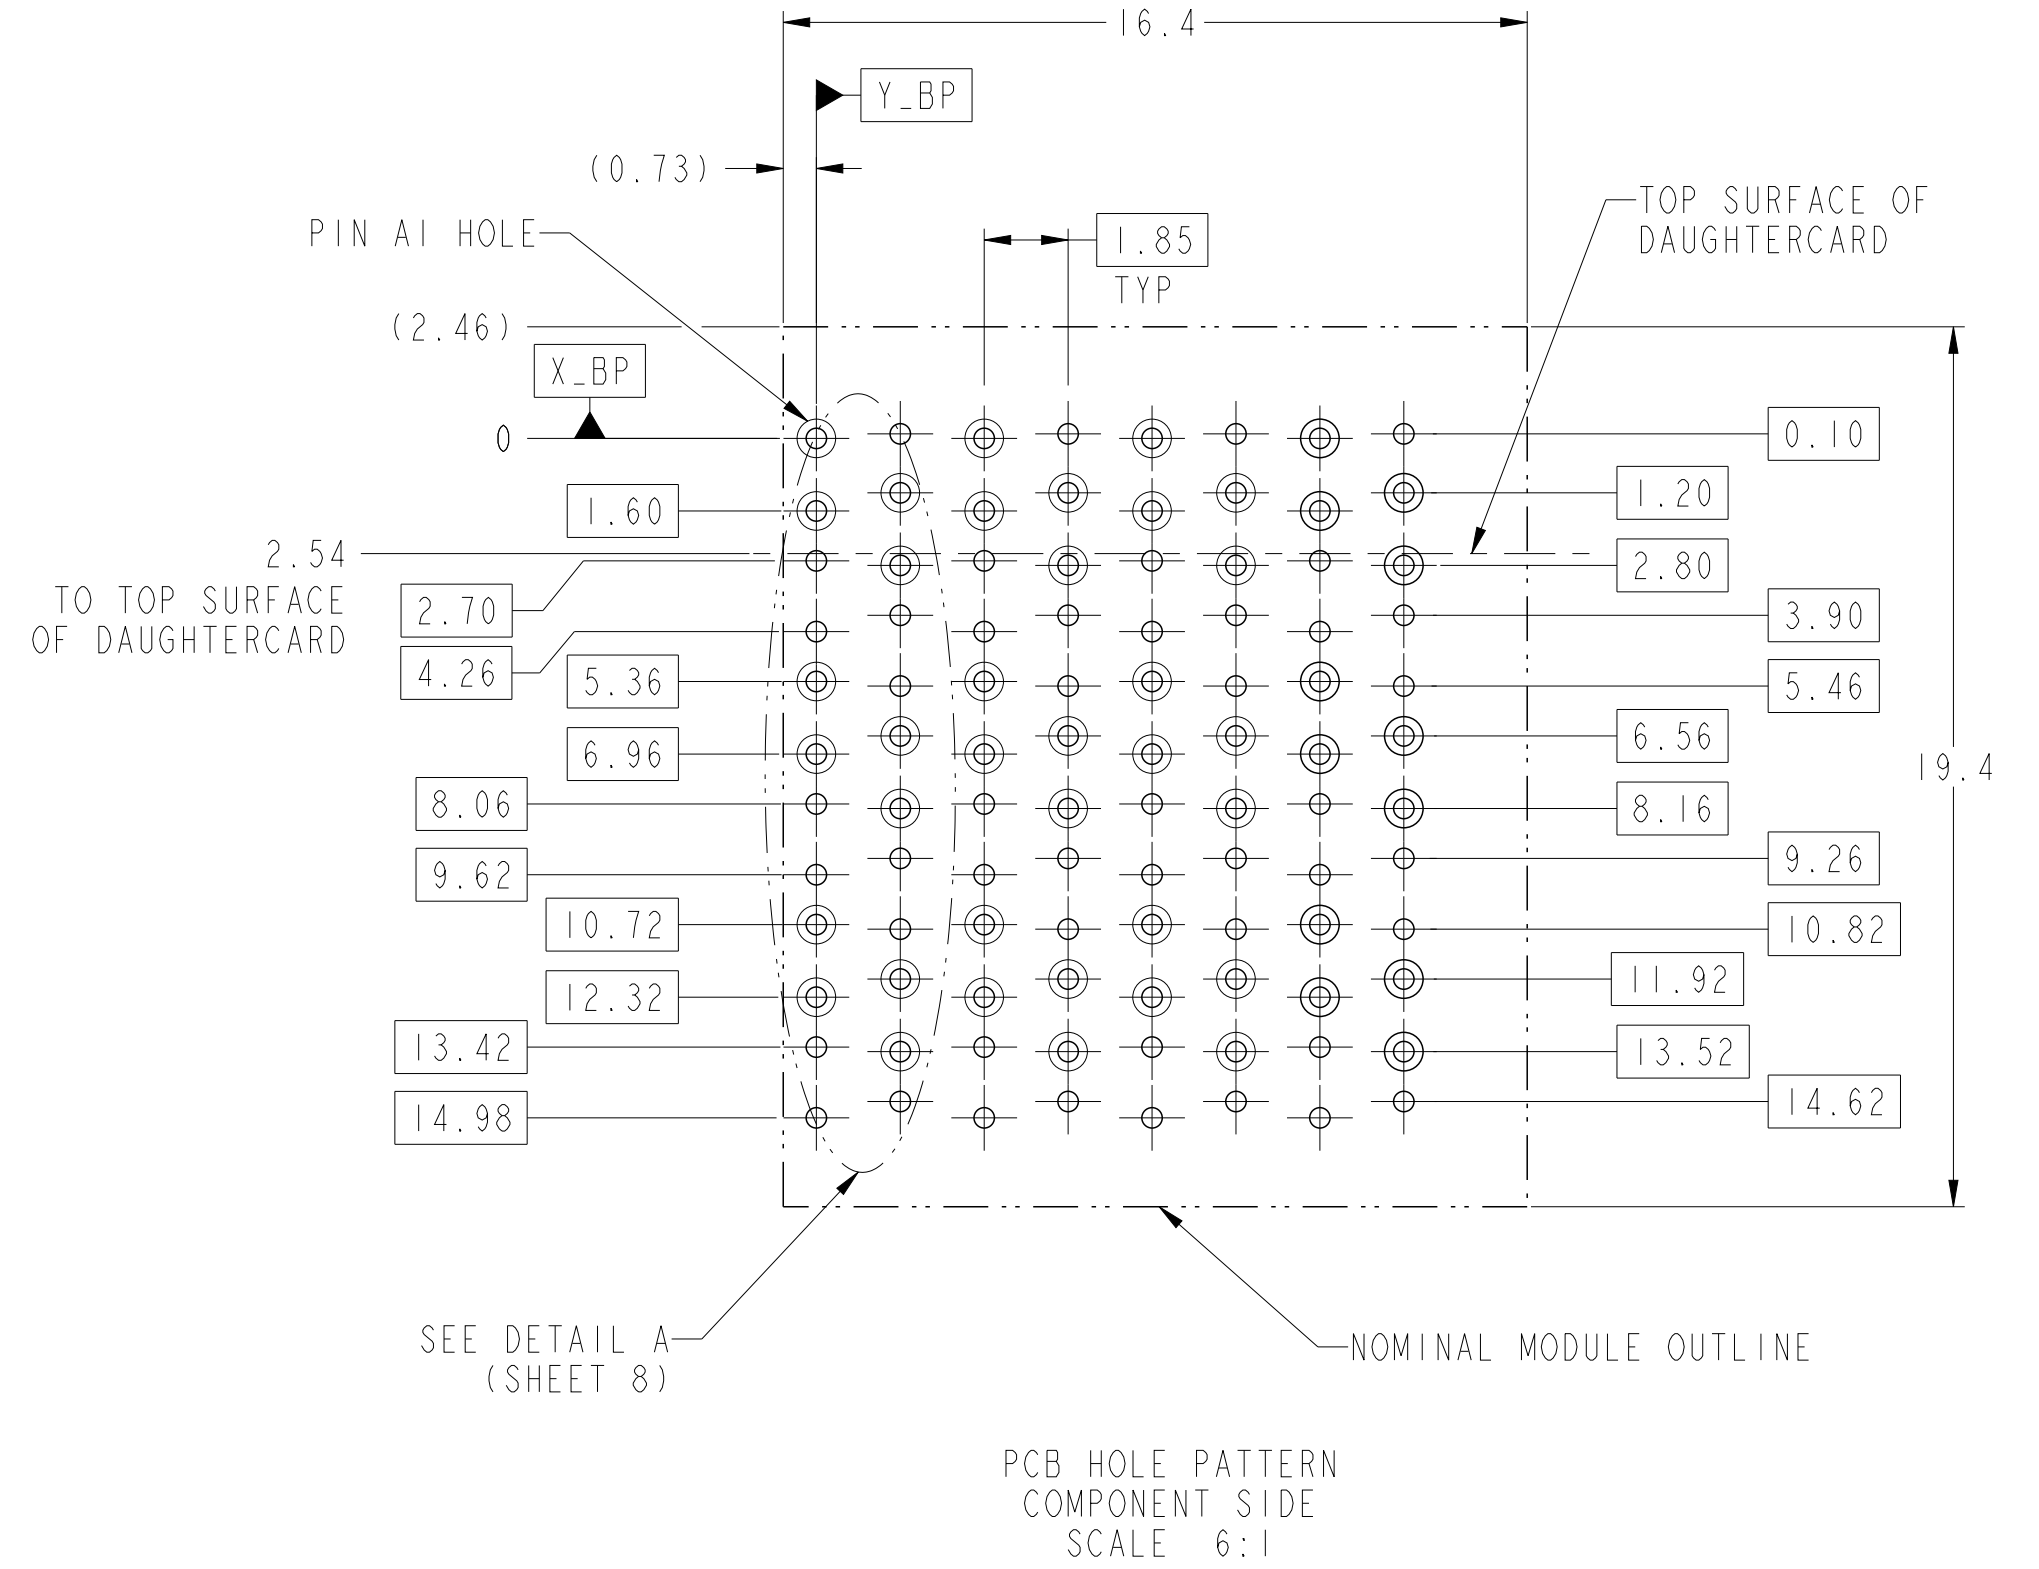 16.4
Y_BP
(0.73)
TOP SURFACE OF
DAUGHTERCARD
PIN A1 HOLE
1.85
TYP
(2.46)
X_BP
0
0.10
1.20
1.60
2.54
TO TOP SURFACE
OF DAUGHTERCARD
2.80
2.70
3.90
4.26
5.36
5.46
6.56
6.96
19.4
8.06
8.16
9.62
9.26
10.72
10.82
12.32
11.92
13.42
13.52
14.98
14.62
SEE DETAIL A
(SHEET 8)
NOMINAL MODULE OUTLINE
PCB HOLE PATTERN
COMPONENT SIDE
SCALE 6:1